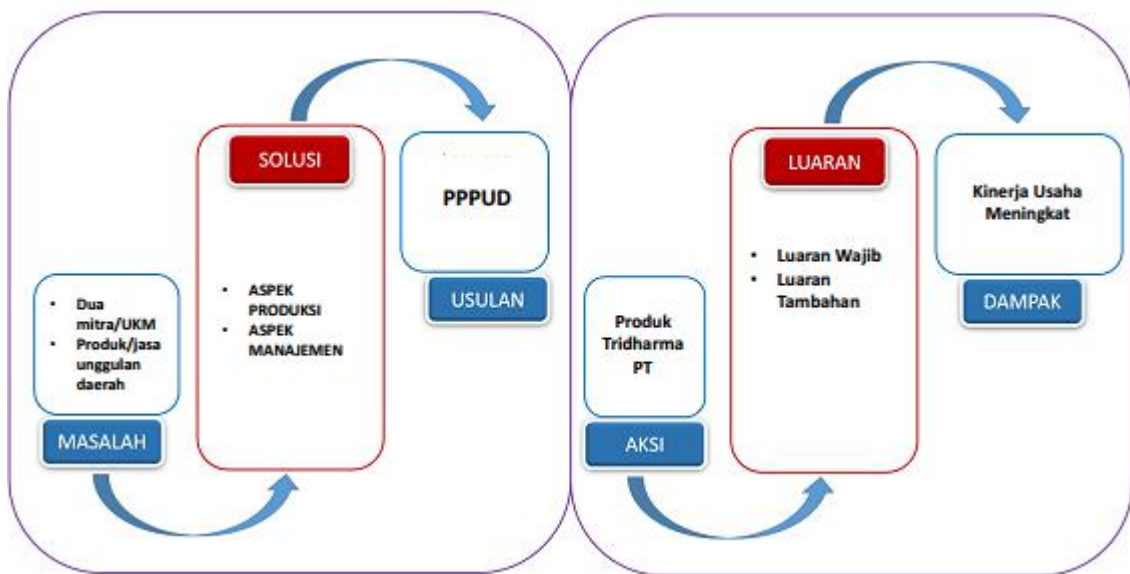 • Dua
mitra/UKM
• Produk/jasa
unggulan
daerah
MASALAH
SOLUSI
• ASPEK
PRODUKSI
• ASPEK
MANAJEMEN
PPPUD
USULAN
Produk
Tridharma
PT
AKSI
LUARAN
• Luaran Wajib
• Luaran
Tambahan
Kinerja Usaha
Meningkat
DAMPAK